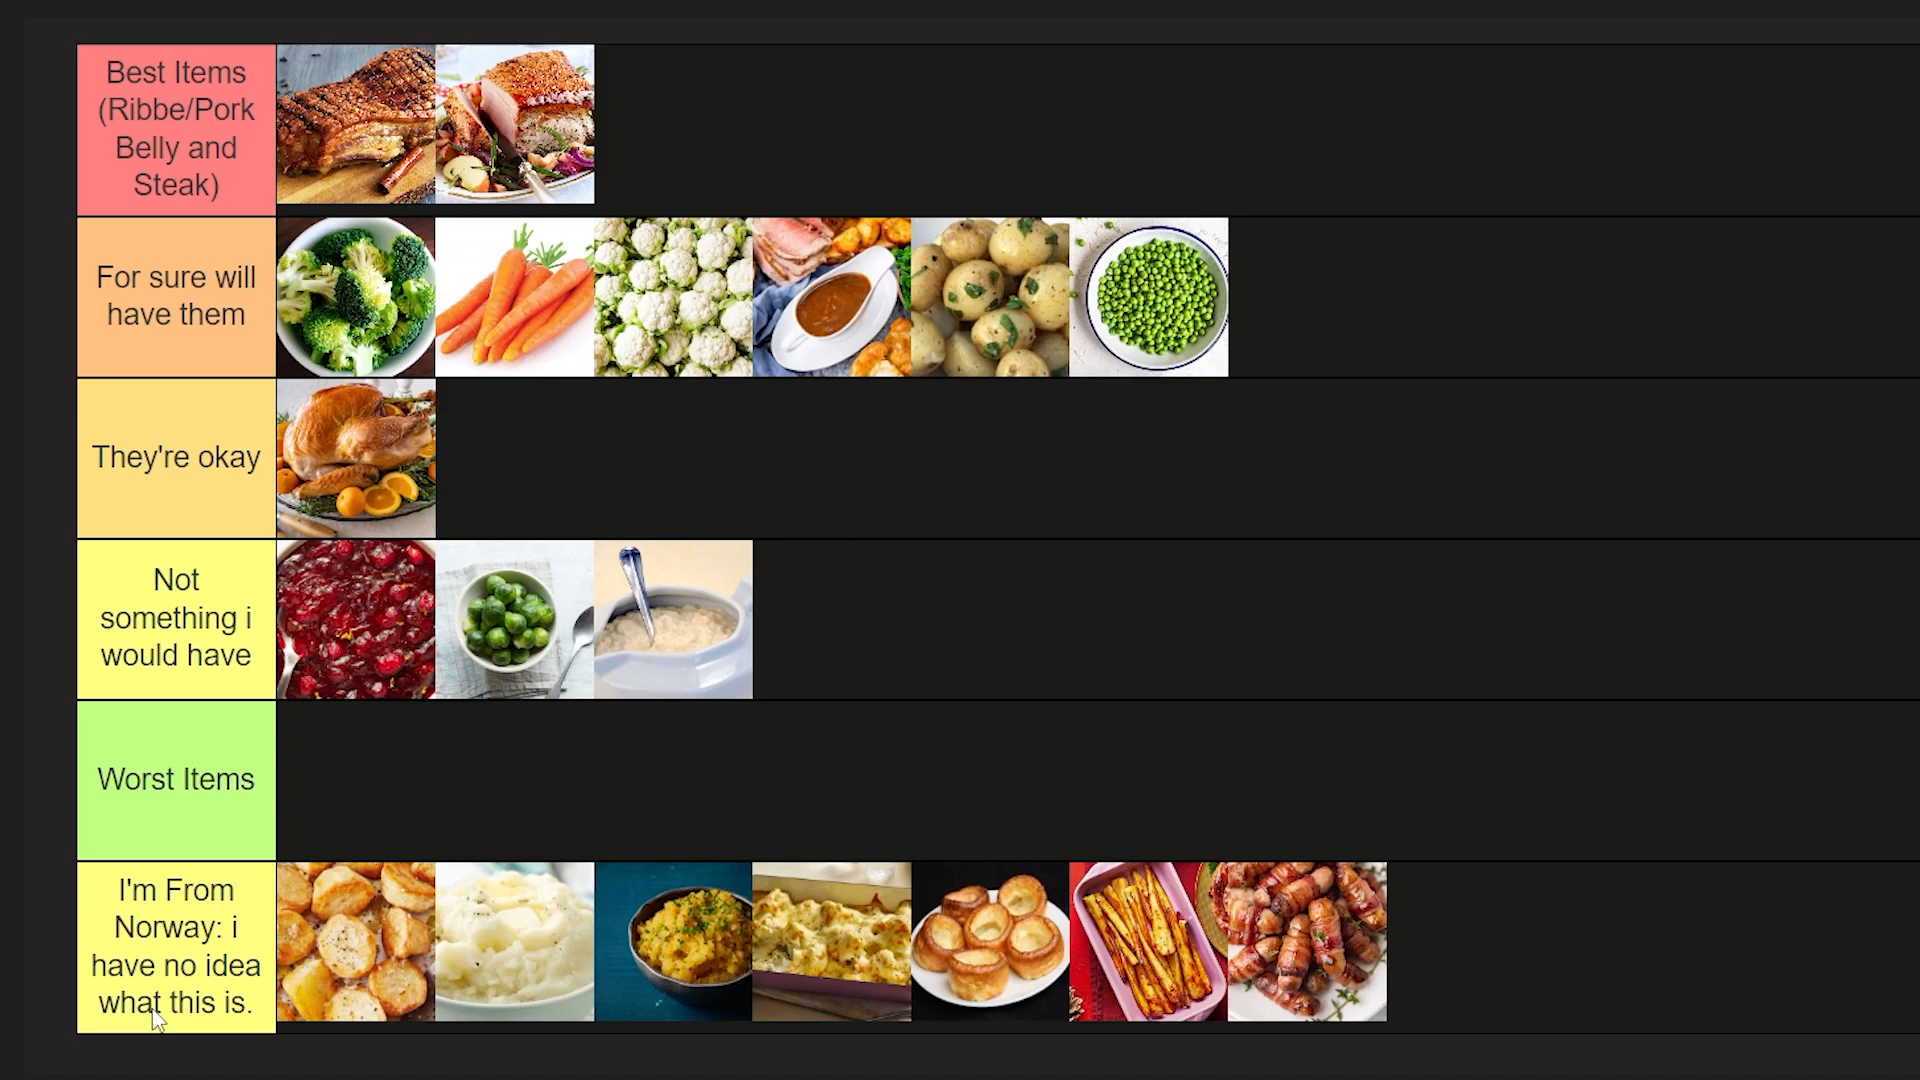 Best Items
(Ribbe/Pork
Belly and
Steak)
For sure will
have them
They're okay
Not
something i
would have
Worst Items
I'm From
Norway: i
have no idea
what this is.